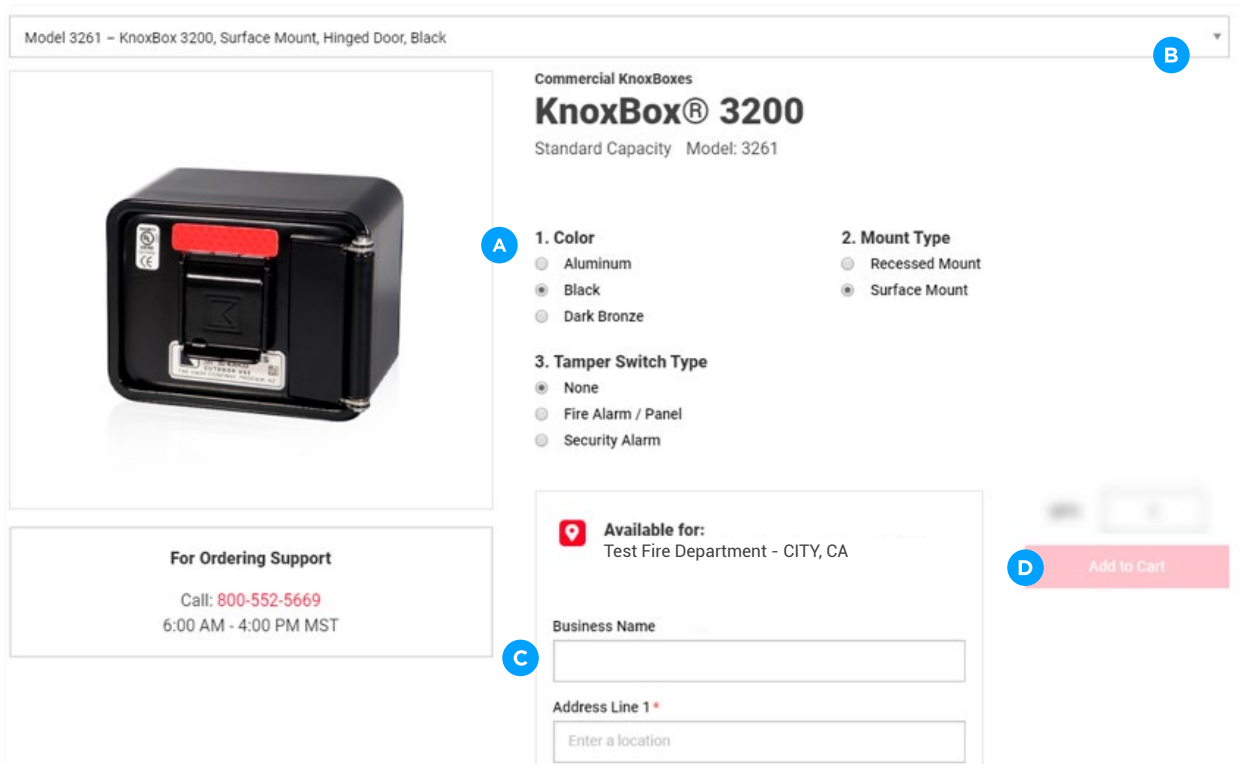 Model 3261 – KnoxBox 3200, Surface Mount, Hinged Door, Black
B
Commercial KnoxBoxes
KnoxBox® 3200
Standard Capacity Model: 3261
A
1. Color
Aluminum
Black
Dark Bronze
2. Mount Type
Recessed Mount
Surface Mount
3. Tamper Switch Type
None
Fire Alarm / Panel
Security Alarm
OUTDOOR USE
For Ordering Support
Call: 800-552-5669
6:00 AM - 4:00 PM MST
Available for:
Test Fire Department - CITY, CA
C
Business Name
Address Line 1*
Enter a location
D
Add to Cart